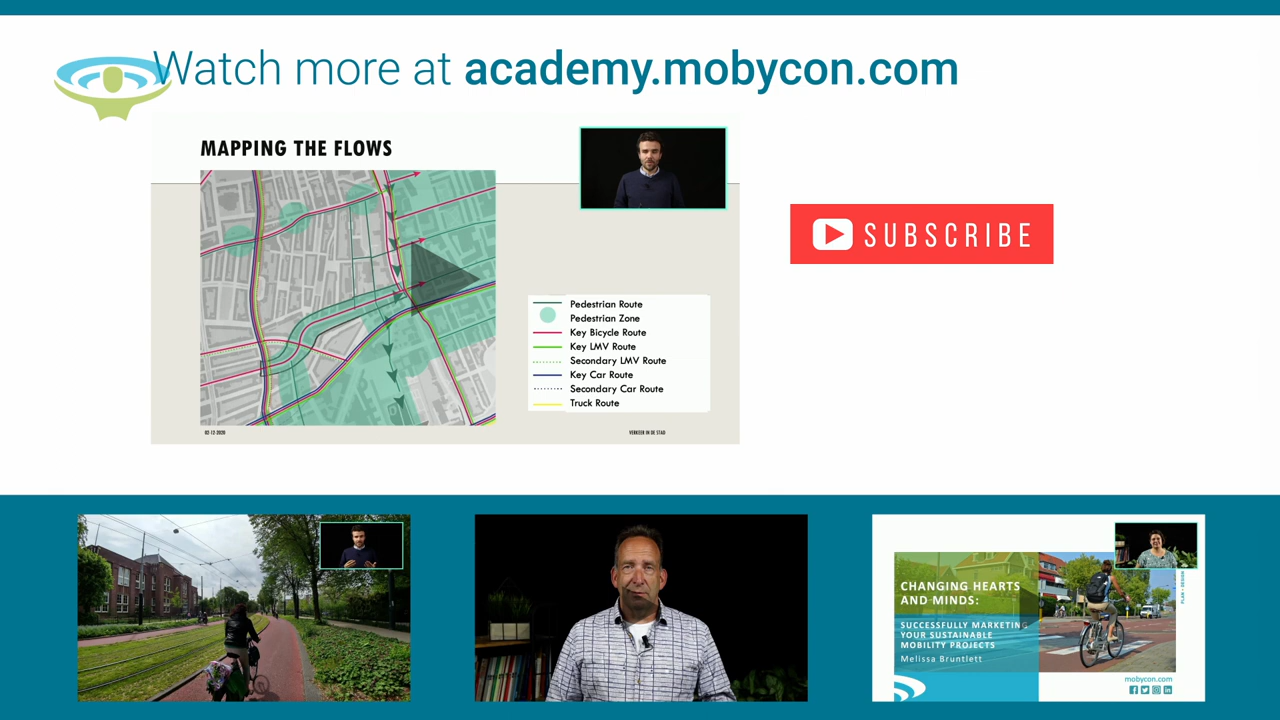 Watch more at academy.mobycon.com
MAPPING THE FLOWS
Pedestrian Route
Pedestrian Zone
Key Bicycle Route
Key LMV Route
Secondary LMV Route
Key Car Route
Secondary Car Route
Truck Route
02-12-2020
VERKEER IN DE STAD
SUBSCRIBE
CHANGING HEARTS
AND MINDS:
SUCCESSFULLY MARKETING
YOUR SUSTAINABLE
MOBILITY PROJECTS
Melissa Bruntlett
mobycon.com